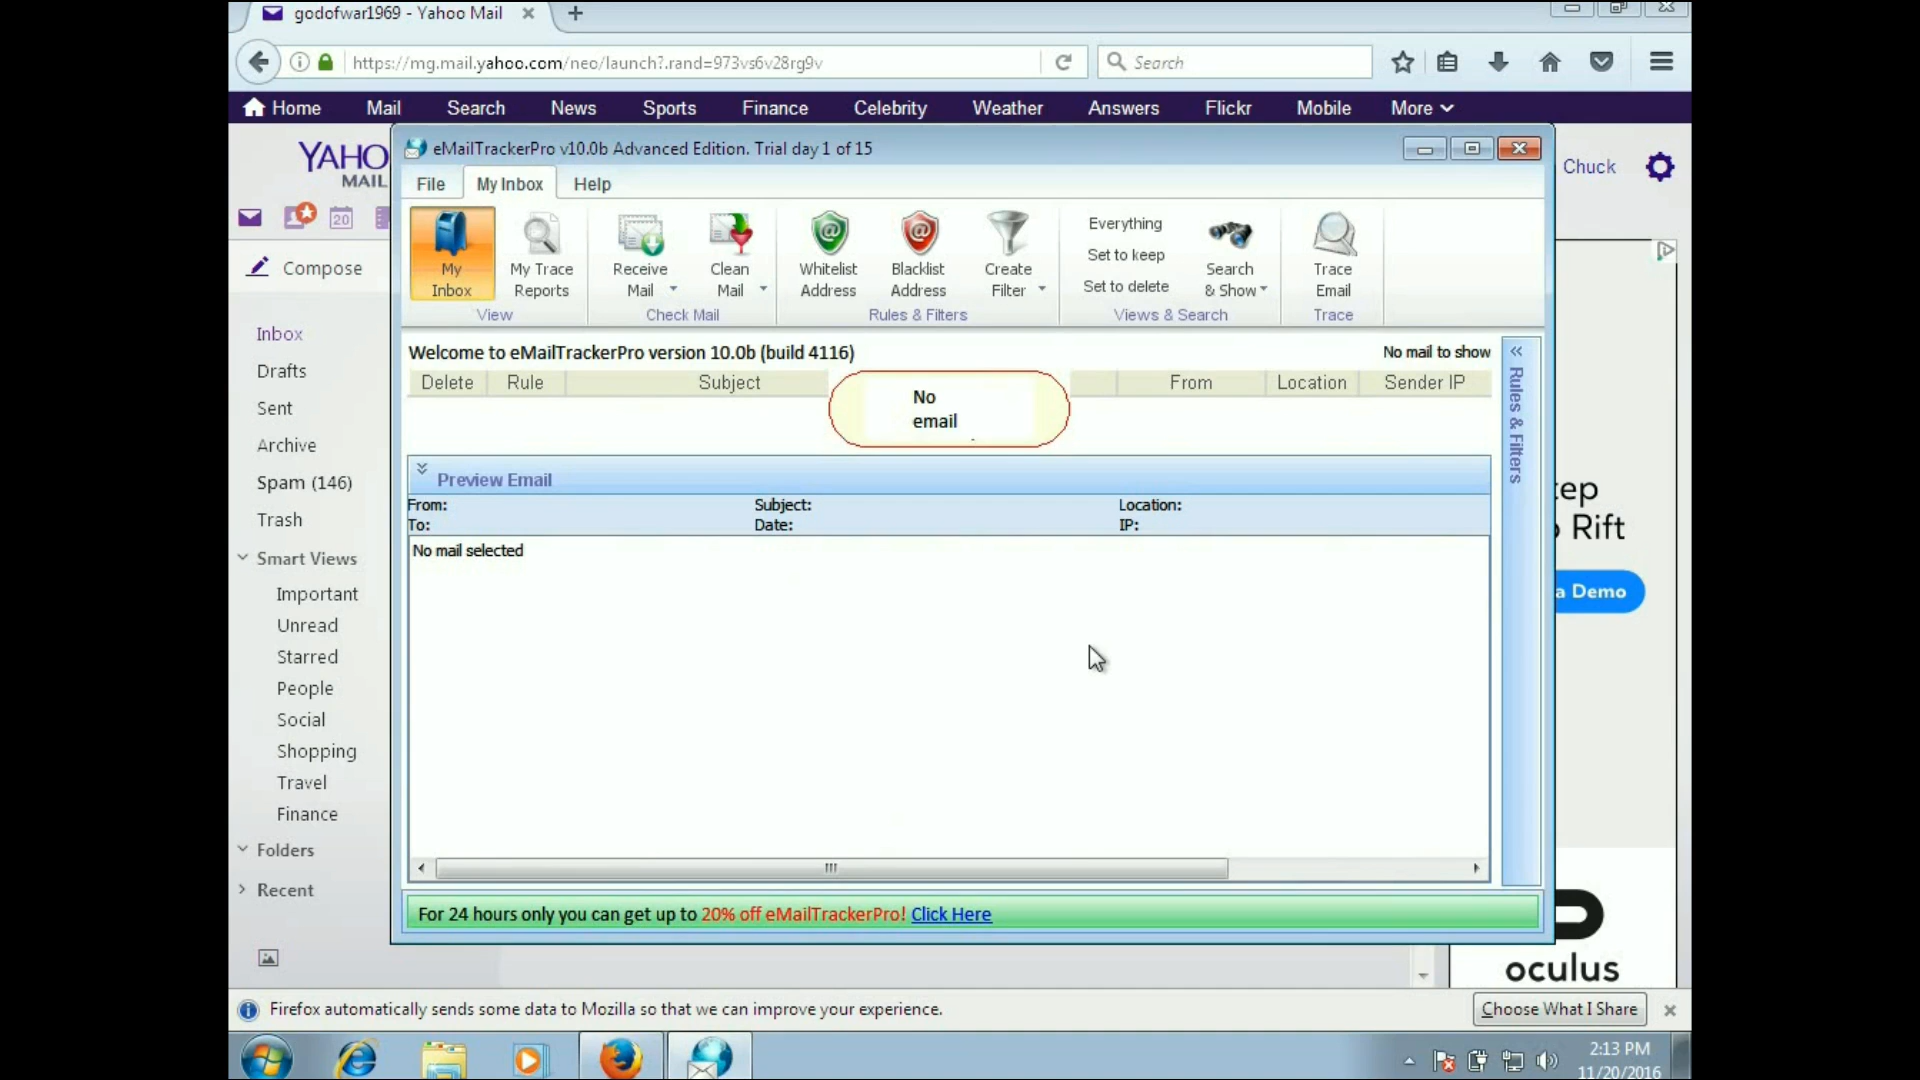 godofwar1969 - Yahoo Mail
https://mg.mail.yahoo.com/neo/launch?.rand=973vs6v28rg9v
Search
Home Mail Search News Sports Finance Celebrity Weather Answers Flickr Mobile More
YAHO
MAIL
Chuck
20
Compose
Inbox
Drafts
Sent
Archive
Spam (146)
Trash
Smart Views
Important
Unread
Starred
People
Social
Shopping
Travel
Finance
Folders
Recent
eMailTrackerPro v10.0b Advanced Edition. Trial day 1 of 15
File My Inbox Help
My Inbox
My Trace Reports
View
Receive Mail
Clean Mail
Check Mail
Whitelist Address
Blacklist Address
Create Filter
Rules & Filters
Everything
Set to keep
Set to delete
Search & Show
Views & Search
Trace Email
Trace
Welcome to eMailTrackerPro version 10.0b (build 4116)
No mail to show
Delete Rule Subject From Location Sender IP
No
email
Rules & Filters
Preview Email
From: Subject: Location:
To: Date: IP:
No mail selected
For 24 hours only you can get up to 20% off eMailTrackerPro! Click Here
Rift
a Demo
oculus
Firefox automatically sends some data to Mozilla so that we can improve your experience.
Choose What I Share
2:13 PM
11/20/2016